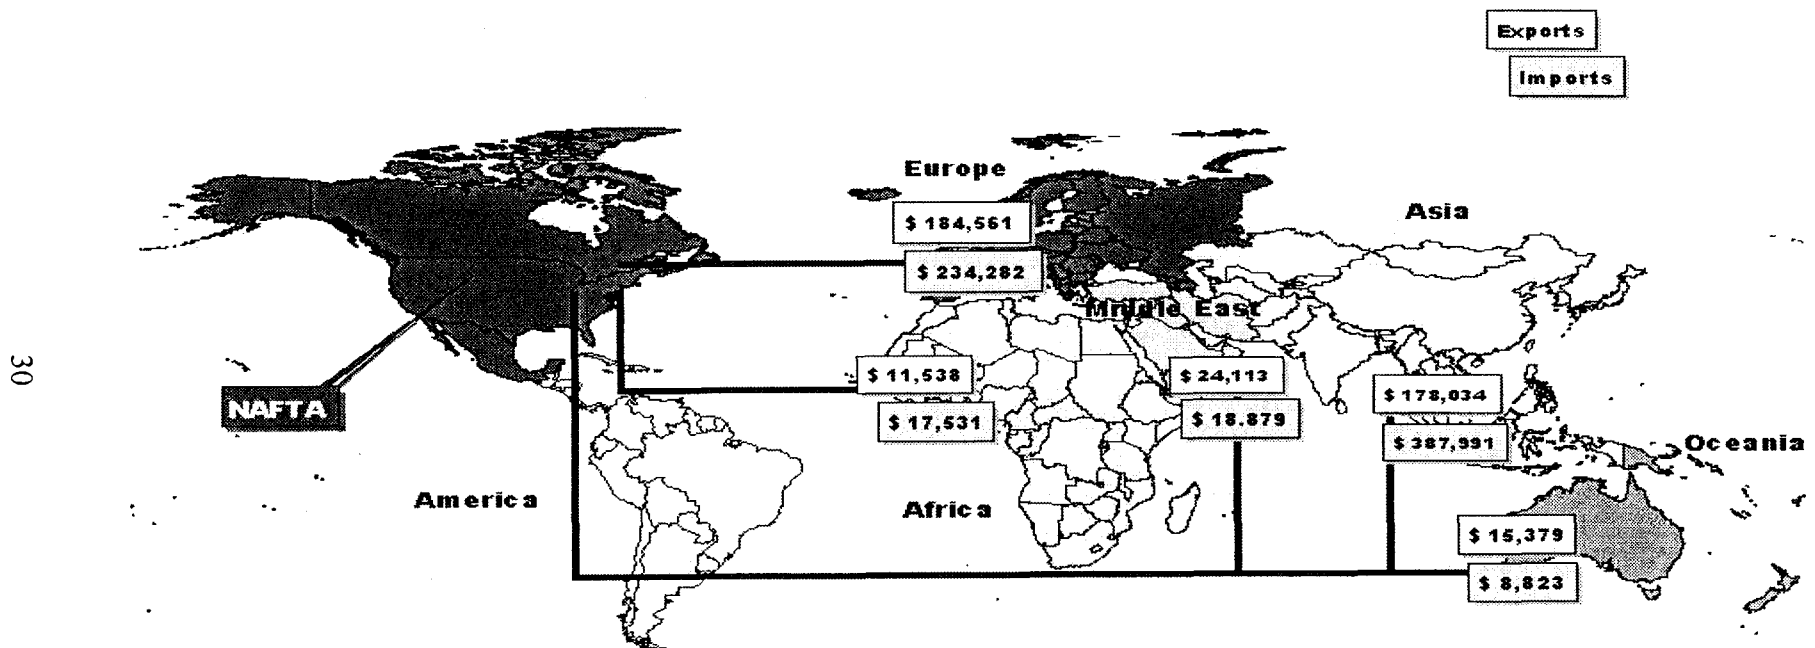 Exports
Imports
Europe
Asia
$ 184,561
$ 234,282
Middle East
30
$ 11,538
$ 24,113
$ 178,034
NAFTA
$ 17,531
$ 18.879
$ 387,991
Oceania
America
Africa
$ 15,379
$ 8,823